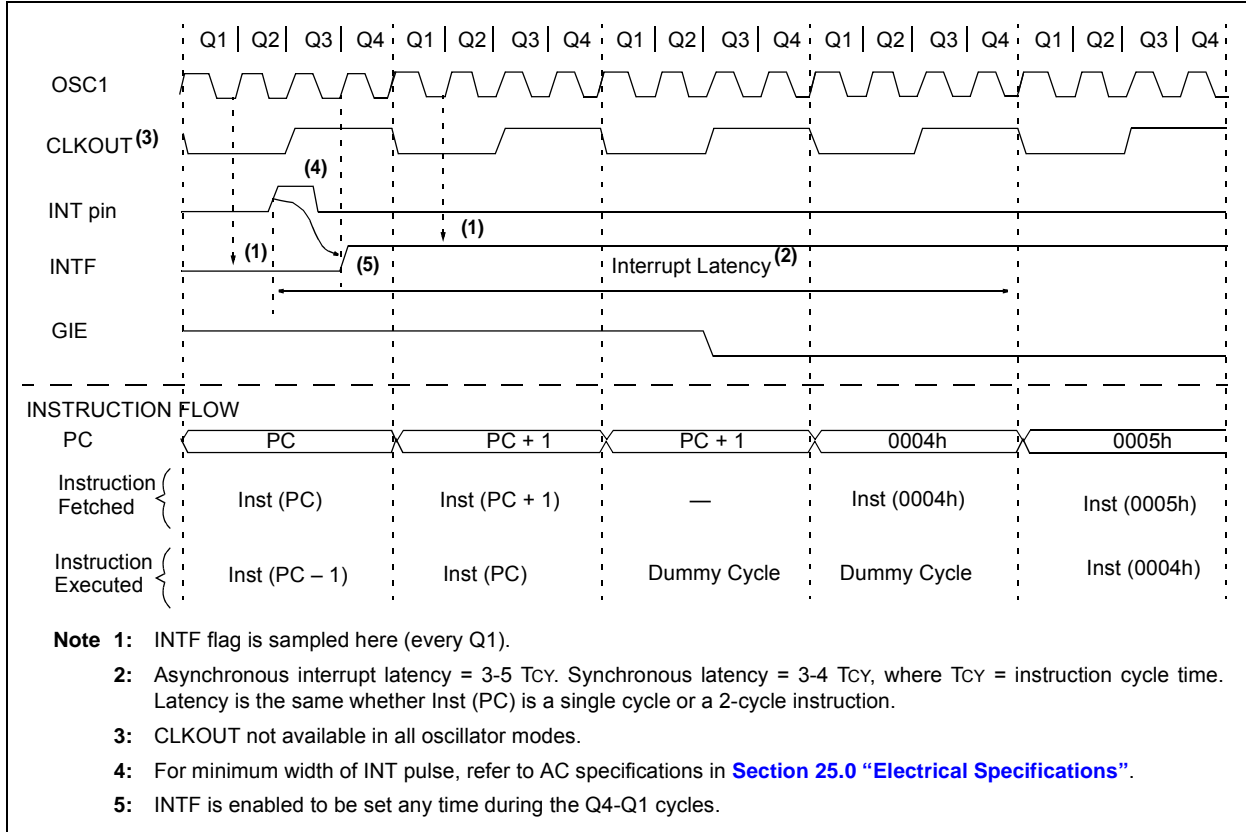 Q1 Q2 Q3 Q4 Q1 Q2 Q3 Q4 Q1 Q2 Q3 Q4 Q1 Q2 Q3 Q4 Q1 Q2 Q3 Q4
OSC1
CLKOUT (3)
(4)
INT pin
(1)
(1)
INTF
(5)
Interrupt Latency (2)
GIE
INSTRUCTION FLOW
PC PC PC + 1 PC + 1 0004h 0005h
Instruction
Fetched
Inst (PC) Inst (PC + 1) — Inst (0004h) Inst (0005h)
Instruction
Executed
Inst (PC – 1) Inst (PC) Dummy Cycle Dummy Cycle Inst (0004h)
Note 1: INTF flag is sampled here (every Q1).
2: Asynchronous interrupt latency = 3-5 TCY. Synchronous latency = 3-4 TCY, where TCY = instruction cycle time.
Latency is the same whether Inst (PC) is a single cycle or a 2-cycle instruction.
3: CLKOUT not available in all oscillator modes.
4: For minimum width of INT pulse, refer to AC specifications in Section 25.0 “Electrical Specifications”.
5: INTF is enabled to be set any time during the Q4-Q1 cycles.